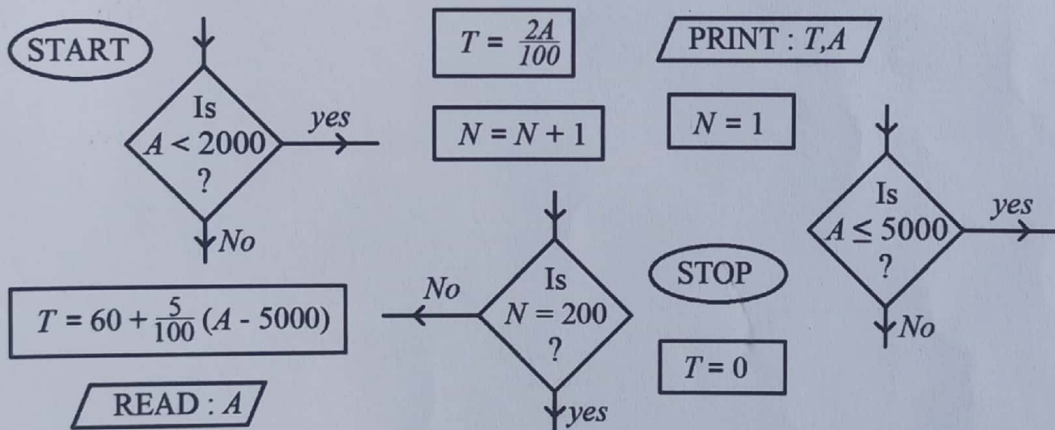 START
Is
A < 2000
?
yes
No
T = 2A/100
N = N + 1
PRINT : T,A
N = 1
Is
A ≤ 5000
?
yes
No
T = 60 + 5/100 (A - 5000)
READ : A
No
Is
N = 200
?
yes
STOP
T = 0